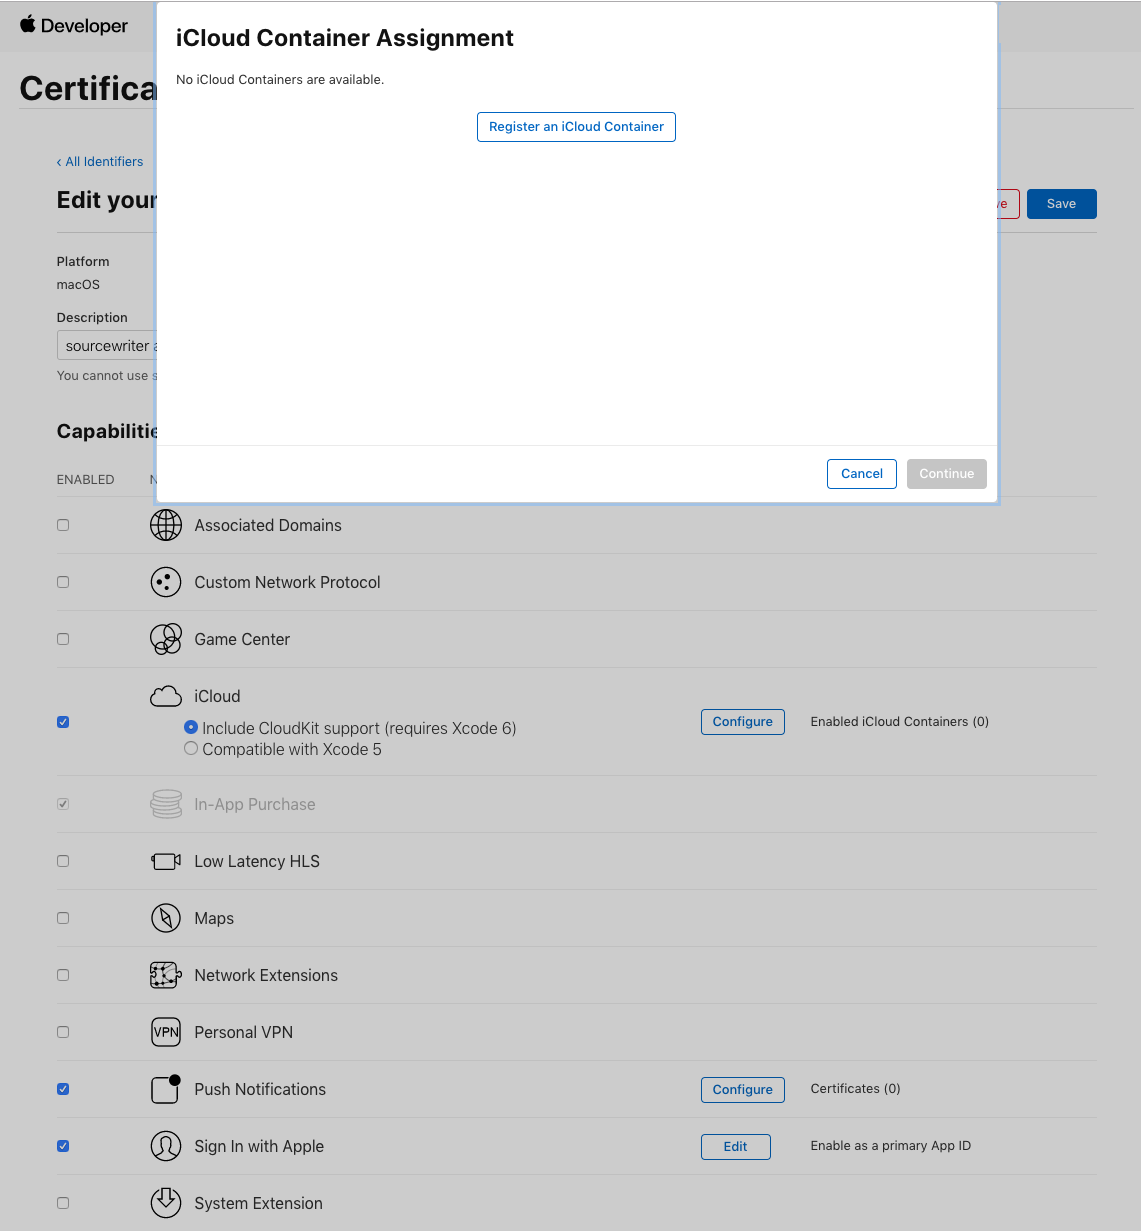 Developer
iCloud Container Assignment
No iCloud Containers are available.
Register an iCloud Container
Cancel
Continue
Certifica
‹ All Identifiers
Edit your
Save
Platform
macOS
Description
sourcewriter
You cannot use
Capabilitie
ENABLED
Associated Domains
Custom Network Protocol
Game Center
iCloud
Include CloudKit support (requires Xcode 6)
Configure
Enabled iCloud Containers (0)
Compatible with Xcode 5
In-App Purchase
Low Latency HLS
Maps
Network Extensions
VPN
Personal VPN
Push Notifications
Configure
Certificates (0)
Sign In with Apple
Edit
Enable as a primary App ID
System Extension